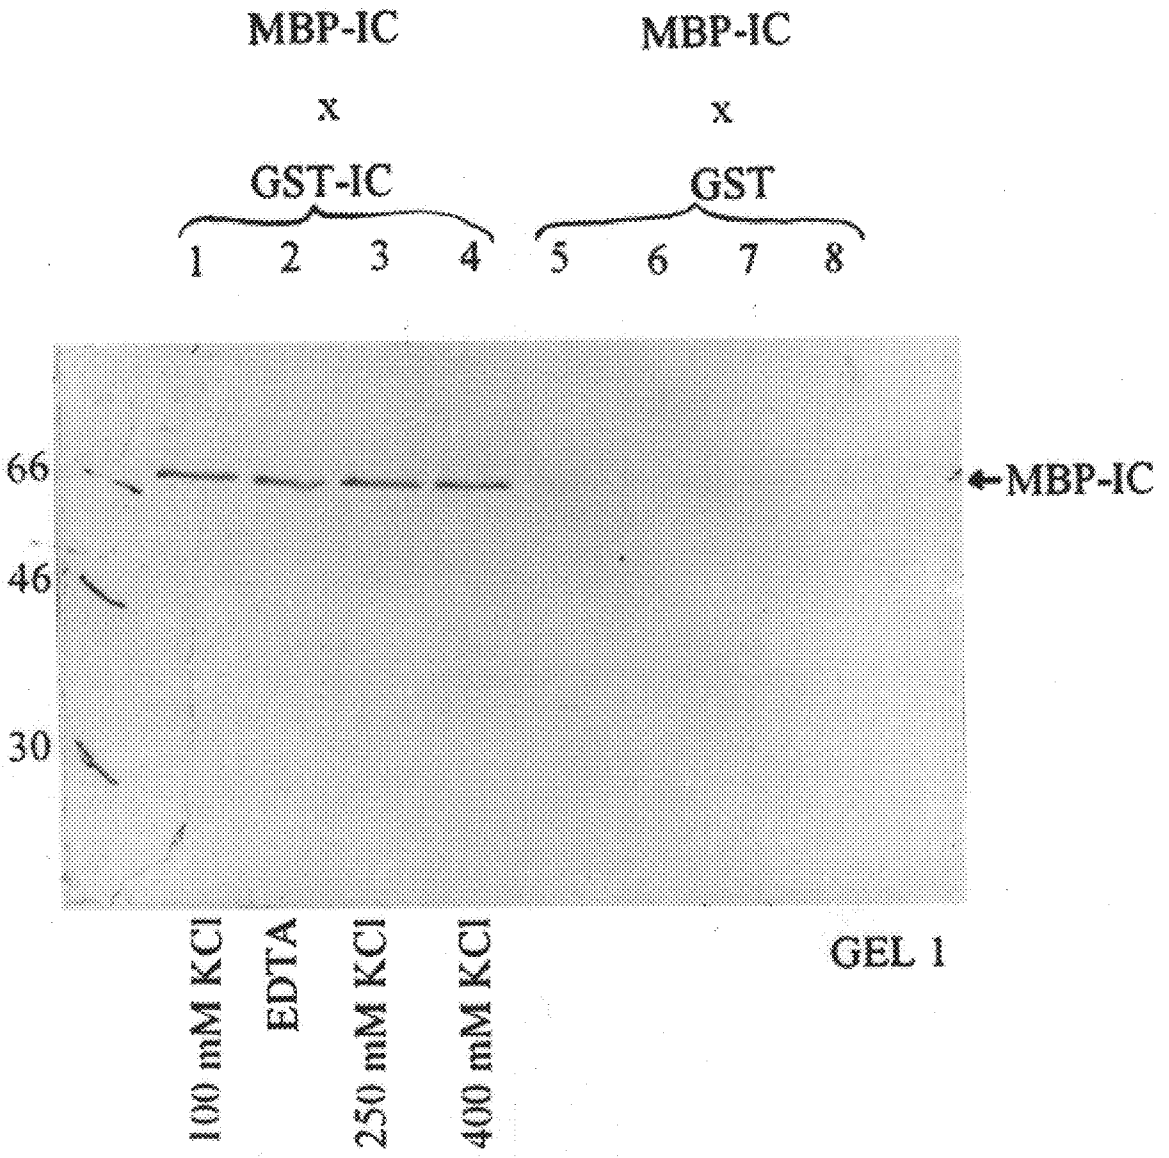 MBP-IC
x
GST-IC
1 2 3 4
MBP-IC
x
GST
5 6 7 8
66
46
30
←MBP-IC
100 mM KCl
EDTA
250 mM KCl
400 mM KCl
GEL 1